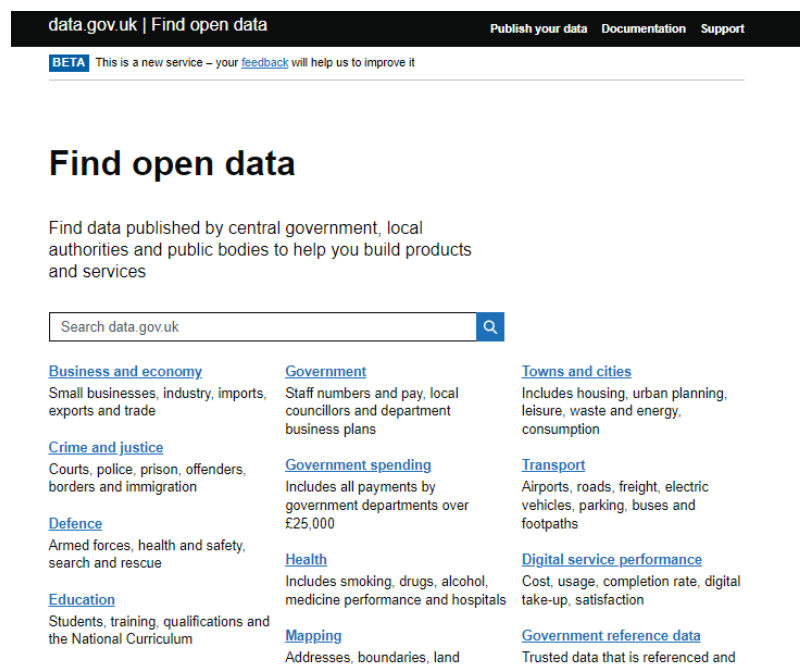 data.gov.uk | Find open data
Publish your data Documentation Support
BETA This is a new service – your feedback will help us to improve it
Find open data
Find data published by central government, local
authorities and public bodies to help you build products
and services
Search data.gov.uk
Business and economy
Small businesses, industry, imports,
exports and trade
Crime and justice
Courts, police, prison, offenders,
borders and immigration
Defence
Armed forces, health and safety,
search and rescue
Education
Students, training, qualifications and
the National Curriculum
Government
Staff numbers and pay, local
councillors and department
business plans
Government spending
Includes all payments by
government departments over
£25,000
Health
Includes smoking, drugs, alcohol,
medicine performance and hospitals
Mapping
Addresses, boundaries, land
Towns and cities
Includes housing, urban planning,
leisure, waste and energy,
consumption
Transport
Airports, roads, freight, electric
vehicles, parking, buses and
footpaths
Digital service performance
Cost, usage, completion rate, digital
take-up, satisfaction
Government reference data
Trusted data that is referenced and